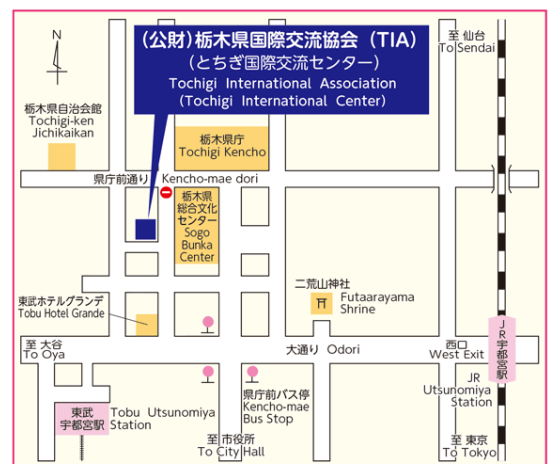 (公財)栃木県国際交流協会 (TIA)
(とちぎ国際交流センター)
Tochigi International Association
(Tochigi International Center)
N
至 仙台
To Sendai
栃木県自治会館
Tochigi-ken
Jichikaikan
栃木県庁
Tochigi Kencho
県庁前通り Kencho-mae dori
栃木県
総合文化
センター
Sogo
Bunka
Center
二荒山神社
Futaarayama
Shrine
東武ホテルグランデ
Tobu Hotel Grande
至 大谷
To Oya
大通り Odori
西口
West Exit
JR宇都宮駅
JR
Utsunomiya
Station
県庁前バス停
Kencho-mae
Bus Stop
東武
宇都宮駅
Tobu Utsunomiya
Station
至 市役所
To City Hall
至 東京
To Tokyo